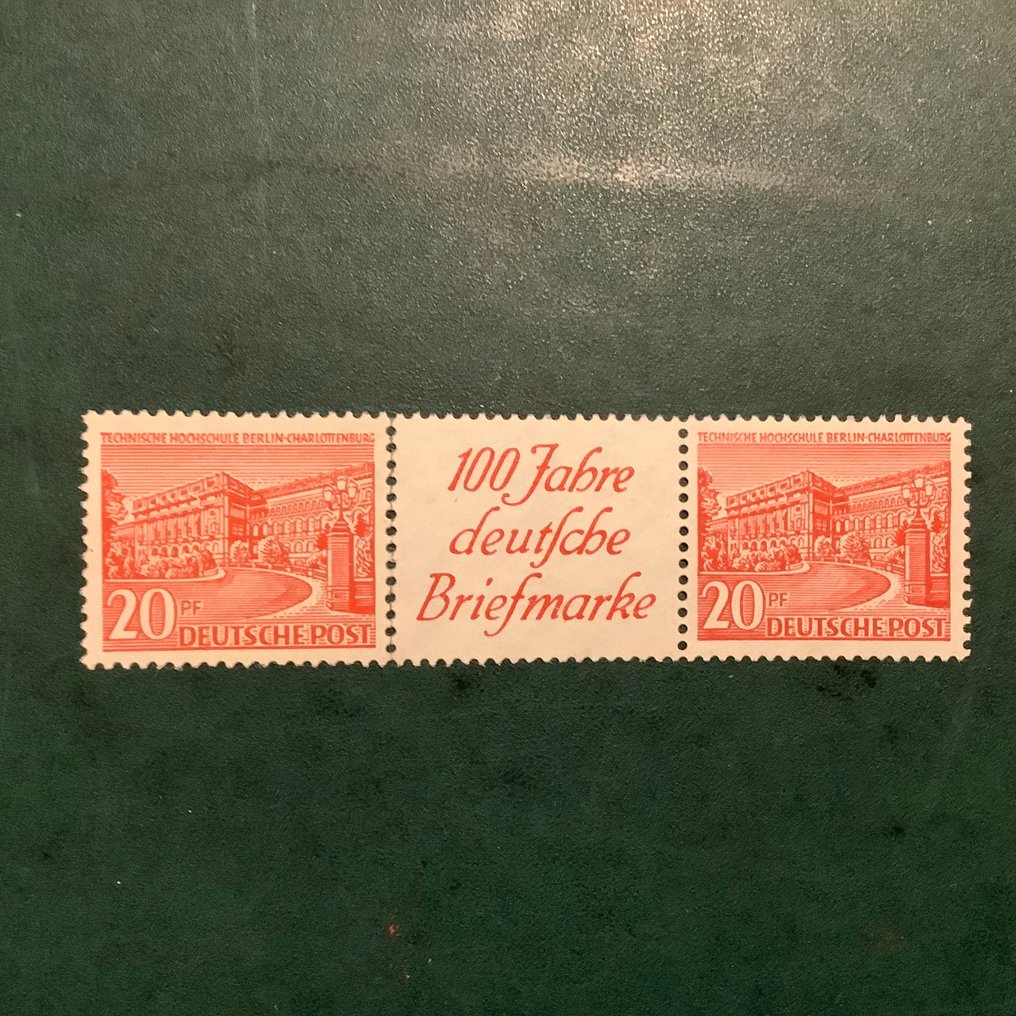 TECHNISCHE HOCHSCHULE BERLIN-CHARLOTTENBURG
20 PF
DEUTSCHE POST
100 Jahre
deutſche
Briefmarke
TECHNISCHE HOCHSCHULE BERLIN-CHARLOTTENBURG
20 PF
DEUTSCHE POST